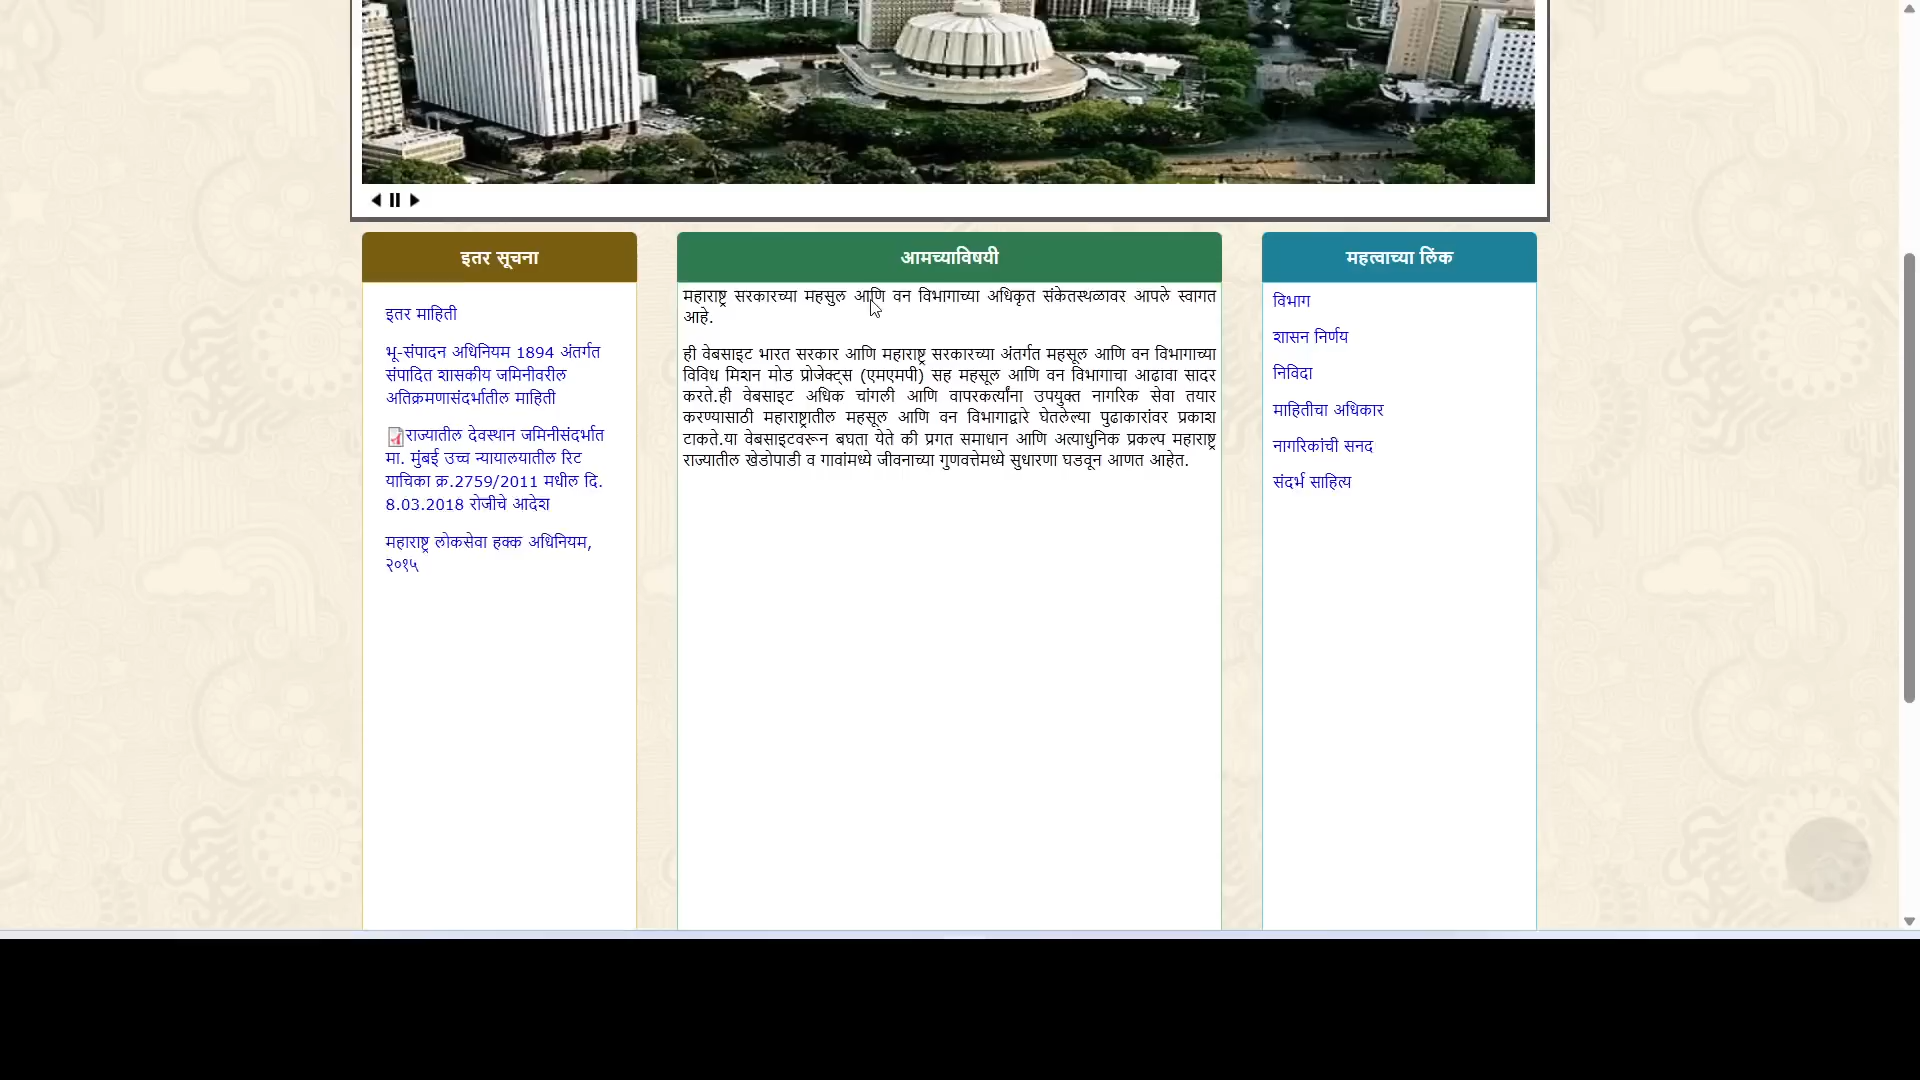 इतर सूचना
इतर माहिती
भू-संपादन अधिनियम 1894 अंतर्गत
संपादित शासकीय जमिनीवरील
अतिक्रमणासंदर्भातील माहिती
राज्यातील देवस्थान जमिनीसंदर्भात
मा. मुंबई उच्च न्यायालयातील रिट
याचिका क्र.2759/2011 मधील दि.
8.03.2018 रोजीचे आदेश
महाराष्ट्र लोकसेवा हक्क अधिनियम,
२०१५
आमच्याविषयी
महाराष्ट्र सरकारच्या महसुल आणि वन विभागाच्या अधिकृत संकेतस्थळावर आपले स्वागत
आहे.
ही वेबसाइट भारत सरकार आणि महाराष्ट्र सरकारच्या अंतर्गत महसूल आणि वन विभागाच्या
विविध मिशन मोड प्रोजेक्ट्स (एमएमपी) सह महसूल आणि वन विभागाचा आढावा सादर
करते.ही वेबसाइट अधिक चांगली आणि वापरकर्त्यांना उपयुक्त नागरिक सेवा तयार
करण्यासाठी महाराष्ट्रातील महसूल आणि वन विभागाद्वारे घेतलेल्या पुढाकारांवर प्रकाश
टाकते.या वेबसाइटवरून बघता येते की प्रगत समाधान आणि अत्याधुनिक प्रकल्प महाराष्ट्र
राज्यातील खेडोपाडी व गावांमध्ये जीवनाच्या गुणवत्तेमध्ये सुधारणा घडवून आणत आहेत.
महत्वाच्या लिंक
विभाग
शासन निर्णय
निविदा
माहितीचा अधिकार
नागरिकांची सनद
संदर्भ साहित्य